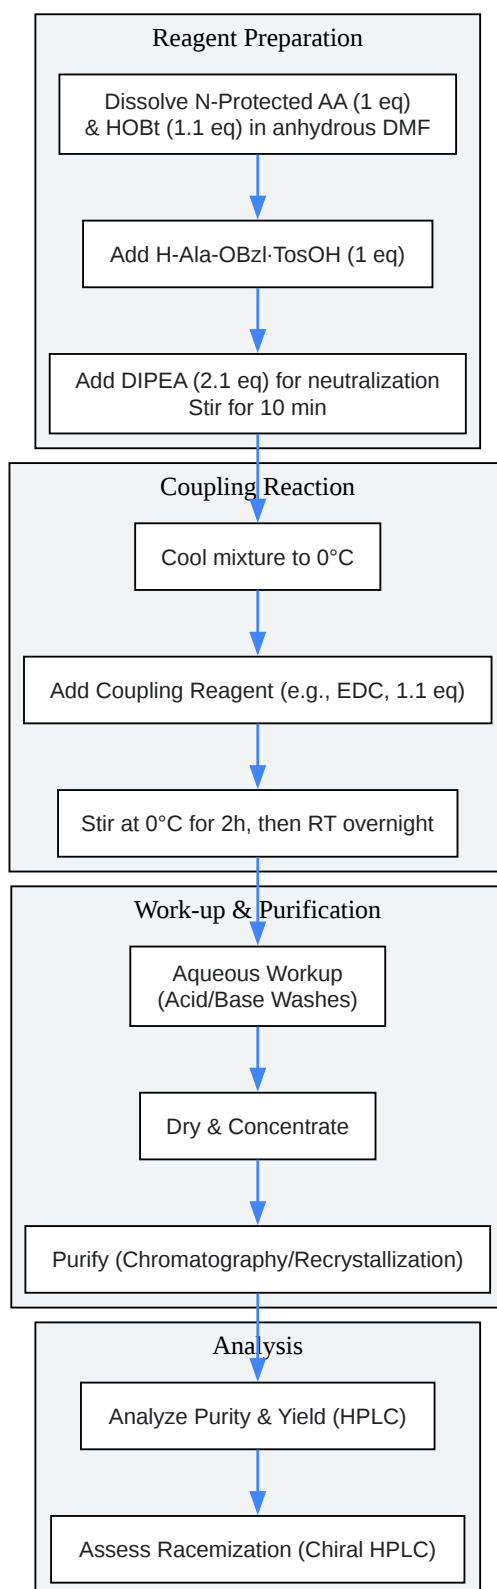 Reagent Preparation
Dissolve N-Protected AA (1 eq)
& HOBt (1.1 eq) in anhydrous DMF
Add H-Ala-OBzl·TosOH (1 eq)
Add DIPEA (2.1 eq) for neutralization
Stir for 10 min
Coupling Reaction
Cool mixture to 0°C
Add Coupling Reagent (e.g., EDC, 1.1 eq)
Stir at 0°C for 2h, then RT overnight
Work-up & Purification
Aqueous Workup
(Acid/Base Washes)
Dry & Concentrate
Purify (Chromatography/Recrystallization)
Analysis
Analyze Purity & Yield (HPLC)
Assess Racemization (Chiral HPLC)